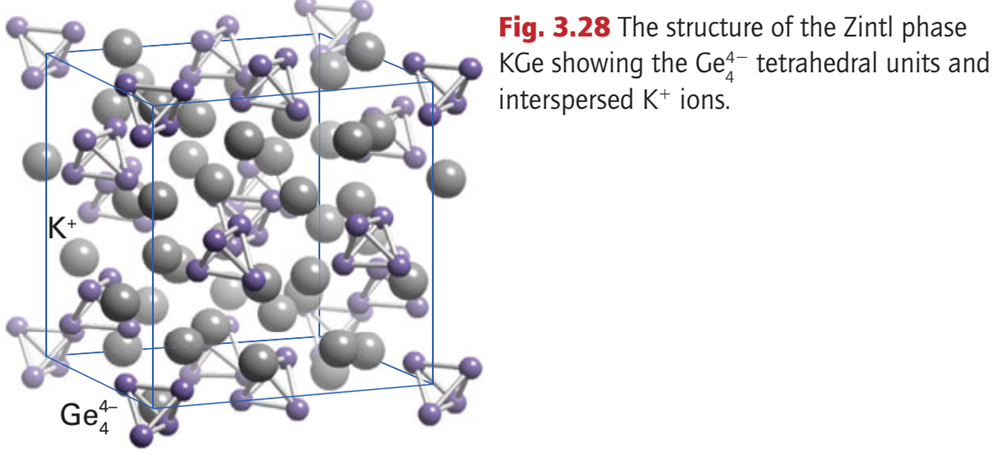 Fig. 3.28 The structure of the Zintl phase
KGe showing the Ge₄⁴⁻ tetrahedral units and
interspersed K⁺ ions.
K⁺
Ge₄⁴⁻